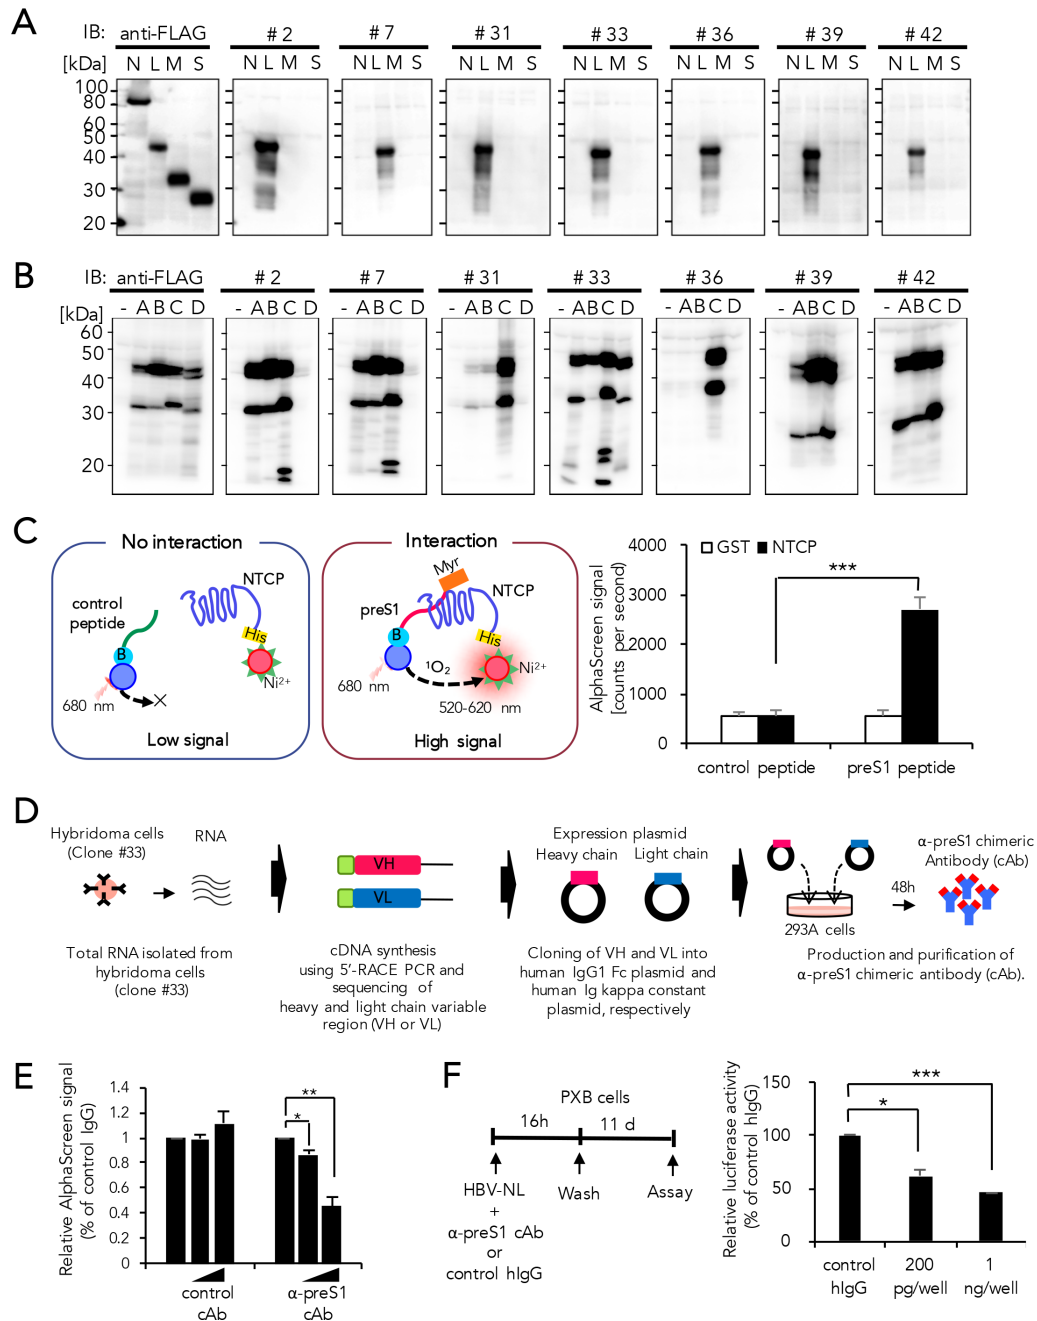 A
IB: anti-FLAG # 2 # 7 # 31 # 33 # 36 # 39 # 42
[kDa] N L M S N L M S N L M S N L M S N L M S N L M S N L M S N L M S
100
80
60
50
40
30
20
B
IB: anti-FLAG # 2 # 7 # 31 # 33 # 36 # 39 # 42
[kDa] - A B C D - A B C D - A B C D - A B C D - A B C D - A B C D - A B C D - A B C D
60
50
40
30
20
C
No interaction
control
peptide
NTCP
B
His
Ni2+
680 nm
Low signal
Interaction
Myr
NTCP
preS1
B
His
¹O₂
Ni2+
680 nm
520-620 nm
High signal
AlphaScreen signal
[counts per second)
4000
3000
2000
1000
0
GST NTCP
***
control peptide preS1 peptide
D
Hybridoma cells
(Clone #33)
RNA
Total RNA isolated from
hybridoma cells
(clone #33)
VH
VL
cDNA synthesis
using 5’-RACE PCR and
sequencing of
heavy and light chain variable
region (VH or VL)
Expression plasmid
Heavy chain Light chain
Cloning of VH and VL into
human IgG1 Fc plasmid and
human Ig kappa constant
plasmid, respectively
293A cells
48h
α-preS1 chimeric
Antibody (cAb)
Production and purification of
α-preS1 chimeric antibody (cAb).
E
Relative AlphaScreen signal
(% of control IgG)
1.4
1.2
1
0.8
0.6
0.4
0.2
0
**
*
control
cAb
α-preS1
cAb
F
PXB cells
16h 11 d
HBV-NL
+
α-preS1 cAb
or
control hIgG
Wash
Assay
Relative luciferase activity
(% of control hIgG)
150
100
50
0
***
*
control
hIgG
200
pg/well
1
ng/well